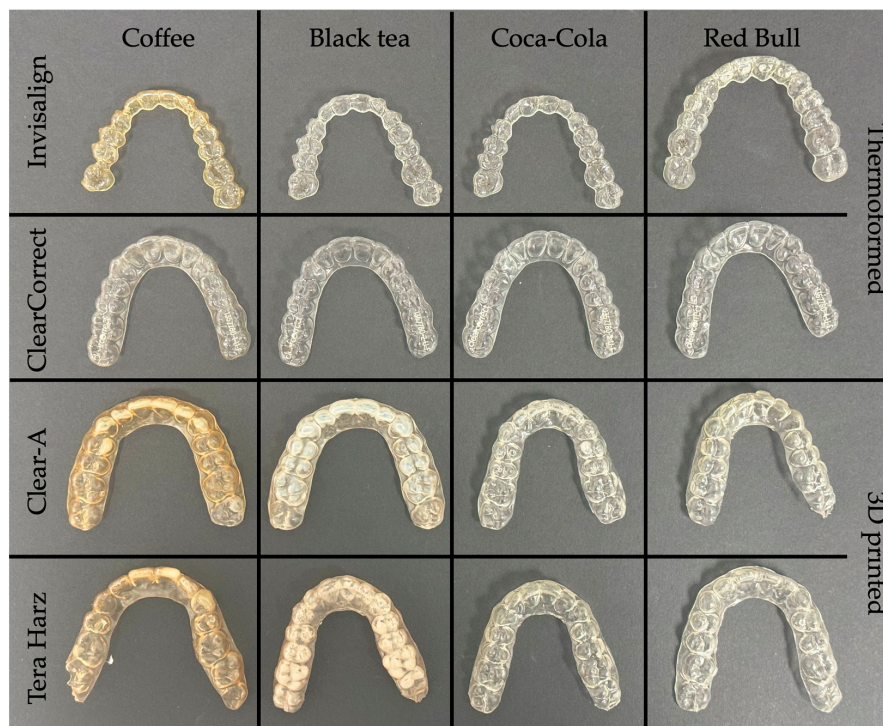 Coffee
Black tea
Coca-Cola
Red Bull
Invisalign
Thermoformed
ClearCorrect
Clear-A
3D printed
Tera Harz